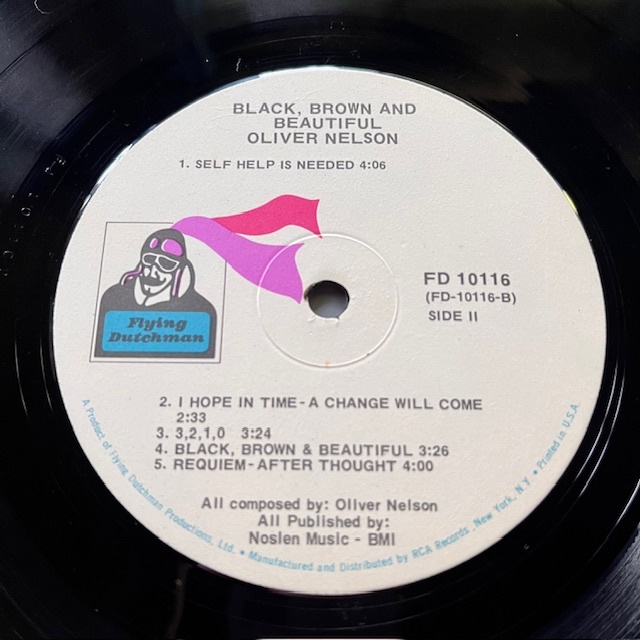 BLACK, BROWN AND
BEAUTIFUL
OLIVER NELSON
1. SELF HELP IS NEEDED 4:06
Flying
Dutchman
FD 10116
(FD-10116-B)
SIDE II
2. I HOPE IN TIME - A CHANGE WILL COME
2:33
3. 3,2,1,0 3:24
4. BLACK, BROWN & BEAUTIFUL 3:26
5. REQUIEM - AFTER THOUGHT 4:00
All composed by: Oliver Nelson
All Published by:
Noslen Music - BMI
A Product of Flying Dutchman Productions, Ltd. • Manufactured and Distributed by RCA Records, New York, N.Y. • Printed in U.S.A.